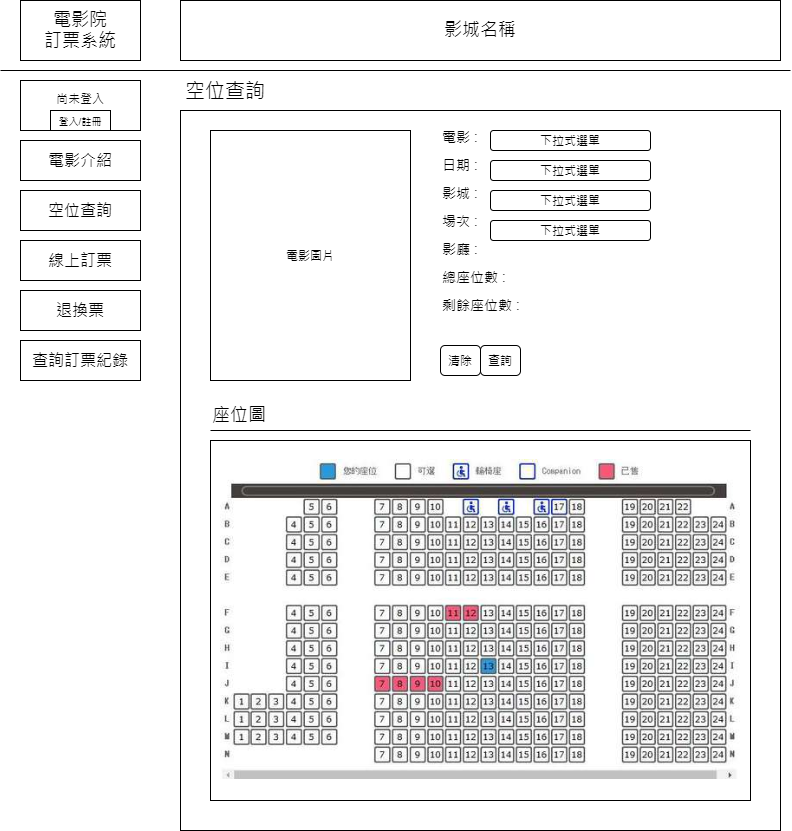 電影院
訂票系統
影城名稱
尚未登入
登入/註冊
電影介紹
空位查詢
線上訂票
退換票
查詢訂票紀錄
空位查詢
電影圖片
電影：
下拉式選單
日期：
下拉式選單
影城：
下拉式選單
場次：
下拉式選單
影廳：
總座位數：
剩餘座位數：
清除
查詢
座位圖
您的座位 可選 輪椅座 Companion 已售
A 5 6 7 8 9 10 17 18 19 20 21 22 A
B 4 5 6 7 8 9 10 11 12 13 14 15 16 17 18 19 20 21 22 23 24 B
C 4 5 6 7 8 9 10 11 12 13 14 15 16 17 18 19 20 21 22 23 24 C
D 4 5 6 7 8 9 10 11 12 13 14 15 16 17 18 19 20 21 22 23 24 D
E 4 5 6 7 8 9 10 11 12 13 14 15 16 17 18 19 20 21 22 23 24 E
F 4 5 6 7 8 9 10 11 12 13 14 15 16 17 18 19 20 21 22 23 24 F
G 4 5 6 7 8 9 10 11 12 13 14 15 16 17 18 19 20 21 22 23 24 G
H 4 5 6 7 8 9 10 11 12 13 14 15 16 17 18 19 20 21 22 23 24 H
I 4 5 6 7 8 9 10 11 12 13 14 15 16 17 18 19 20 21 22 23 24 I
J 4 5 6 7 8 9 10 11 12 13 14 15 16 17 18 19 20 21 22 23 24 J
K 1 2 3 4 5 6 7 8 9 10 11 12 13 14 15 16 17 18 19 20 21 22 23 24 K
L 1 2 3 4 5 6 7 8 9 10 11 12 13 14 15 16 17 18 19 20 21 22 23 24 L
M 1 2 3 4 5 6 7 8 9 10 11 12 13 14 15 16 17 18 19 20 21 22 23 24 M
N 7 8 9 10 11 12 13 14 15 16 17 18 19 20 21 22 23 24 N